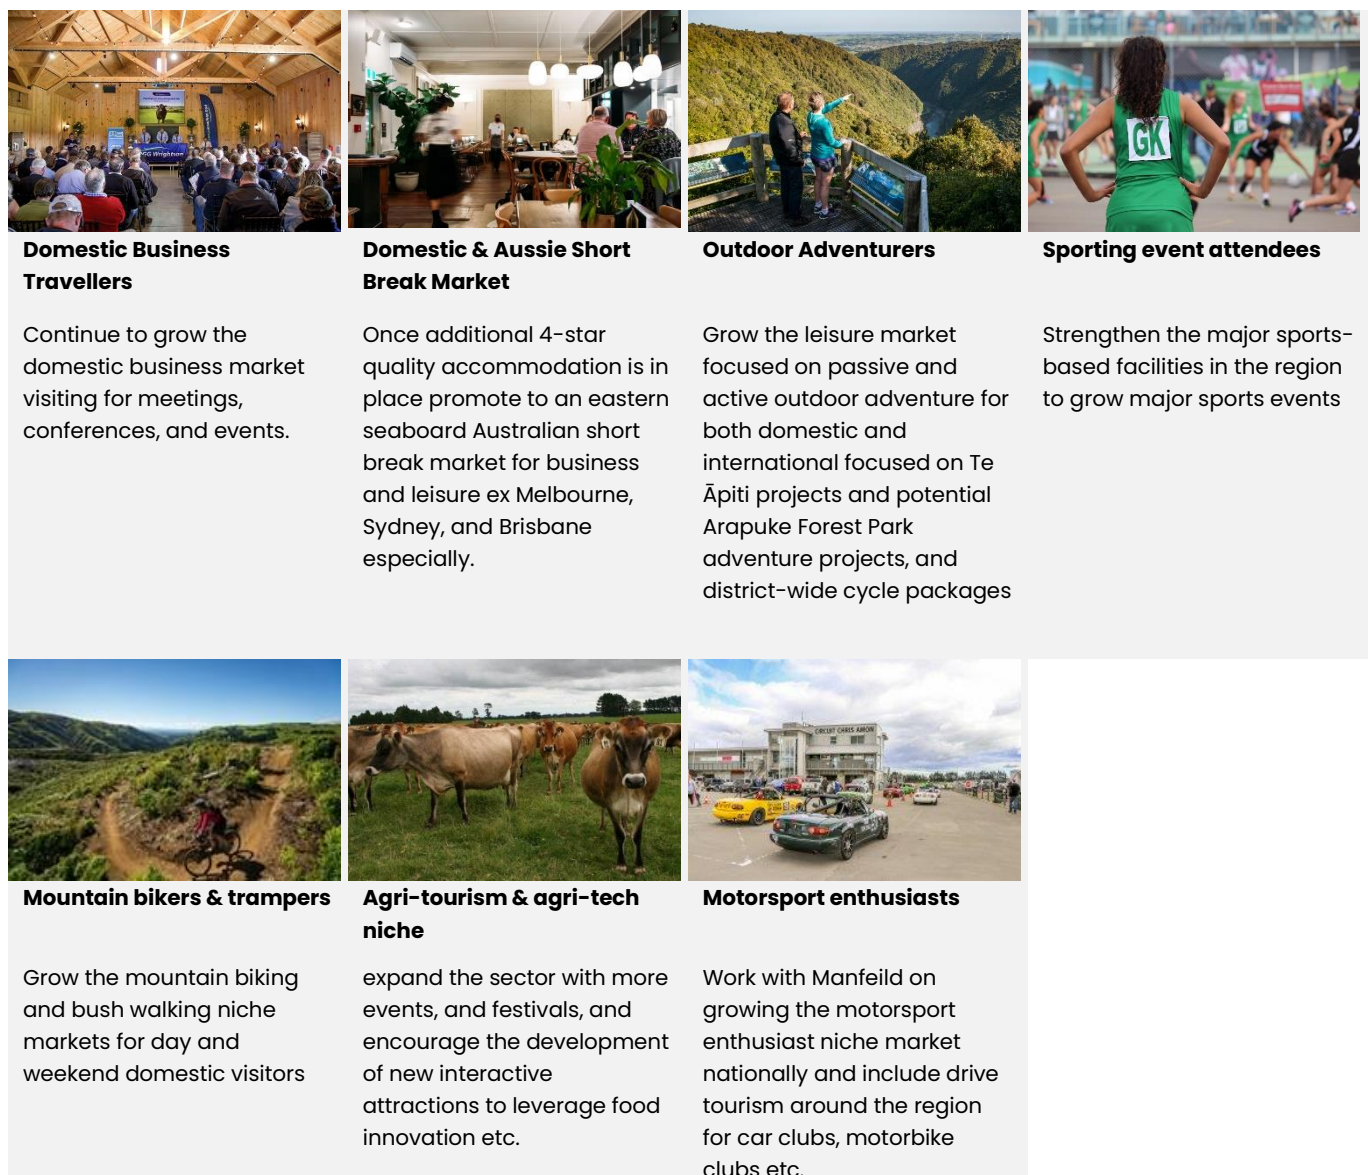 GG Wrightson
GK
Domestic Business
Travellers
Continue to grow the
domestic business market
visiting for meetings,
conferences, and events.
Domestic & Aussie Short
Break Market
Once additional 4-star
quality accommodation is in
place promote to an eastern
seaboard Australian short
break market for business
and leisure ex Melbourne,
Sydney, and Brisbane
especially.
Outdoor Adventurers
Grow the leisure market
focused on passive and
active outdoor adventure for
both domestic and
international focused on Te
Āpiti projects and potential
Arapuke Forest Park
adventure projects, and
district-wide cycle packages
Sporting event attendees
Strengthen the major sports-
based facilities in the region
to grow major sports events
CIRCUIT CHRIS AMON
Mountain bikers & trampers
Grow the mountain biking
and bush walking niche
markets for day and
weekend domestic visitors
Agri-tourism & agri-tech
niche
expand the sector with more
events, and festivals, and
encourage the development
of new interactive
attractions to leverage food
innovation etc.
Motorsport enthusiasts
Work with Manfeild on
growing the motorsport
enthusiast niche market
nationally and include drive
tourism around the region
for car clubs, motorbike
clubs etc.